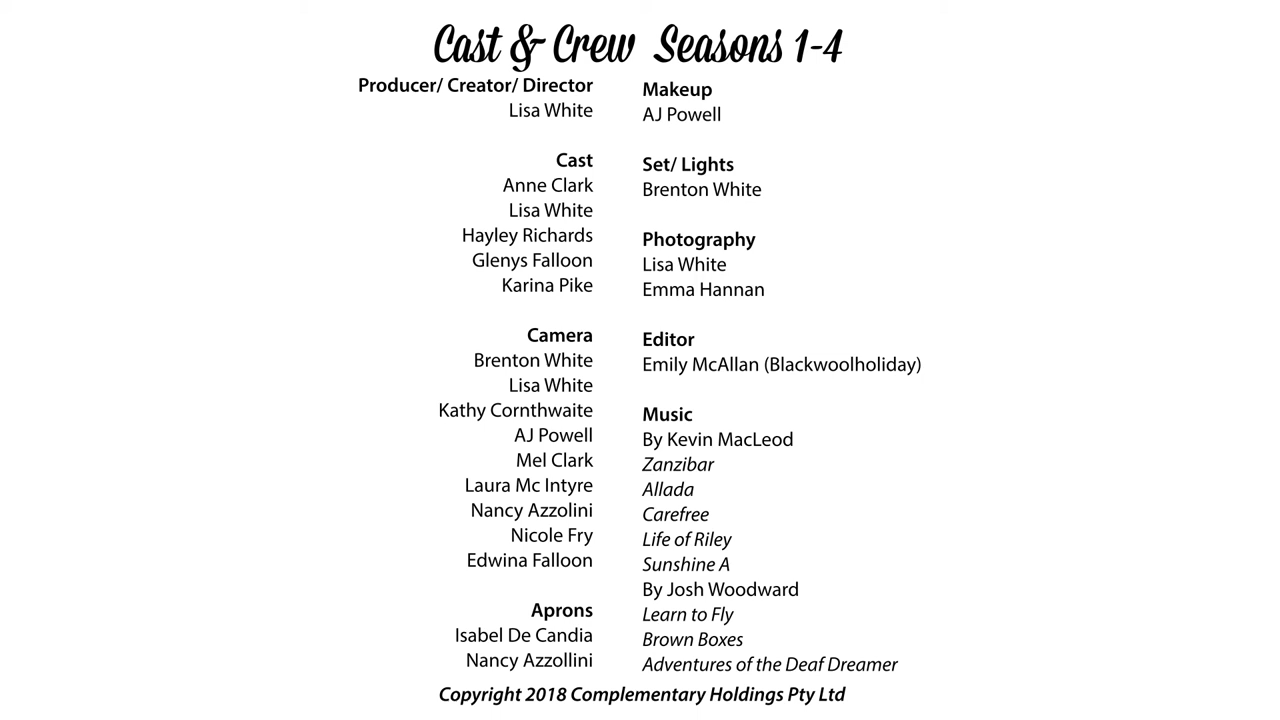 Cast & Crew Seasons 1-4
Producer/ Creator/ Director
Lisa White
Cast
Anne Clark
Lisa White
Hayley Richards
Glenys Falloon
Karina Pike
Camera
Brenton White
Lisa White
Kathy Cornthwaite
AJ Powell
Mel Clark
Laura Mc Intyre
Nancy Azzolini
Nicole Fry
Edwina Falloon
Aprons
Isabel De Candia
Nancy Azzollini
Makeup
AJ Powell
Set/ Lights
Brenton White
Photography
Lisa White
Emma Hannan
Editor
Emily McAllan (Blackwoolholiday)
Music
By Kevin MacLeod
Zanzibar
Allada
Carefree
Life of Riley
Sunshine A
By Josh Woodward
Learn to Fly
Brown Boxes
Adventures of the Deaf Dreamer
Copyright 2018 Complementary Holdings Pty Ltd